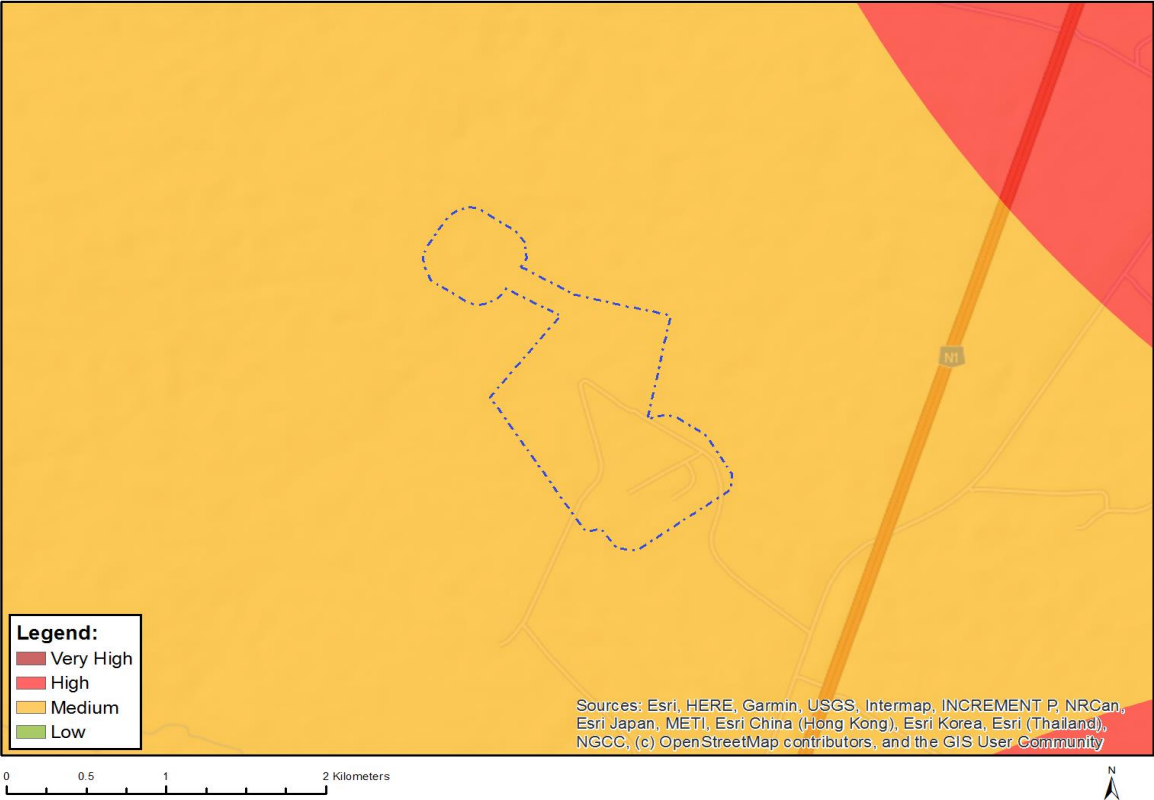 N1
Legend:
Very High
High
Medium
Low
Sources: Esri, HERE, Garmin, USGS, Intermap, INCREMENT P, NRCan,
Esri Japan, METI, Esri China (Hong Kong), Esri Korea, Esri (Thailand),
NGCC, (c) OpenStreetMap contributors, and the GIS User Community
0 0.5 1 2 Kilometers
N